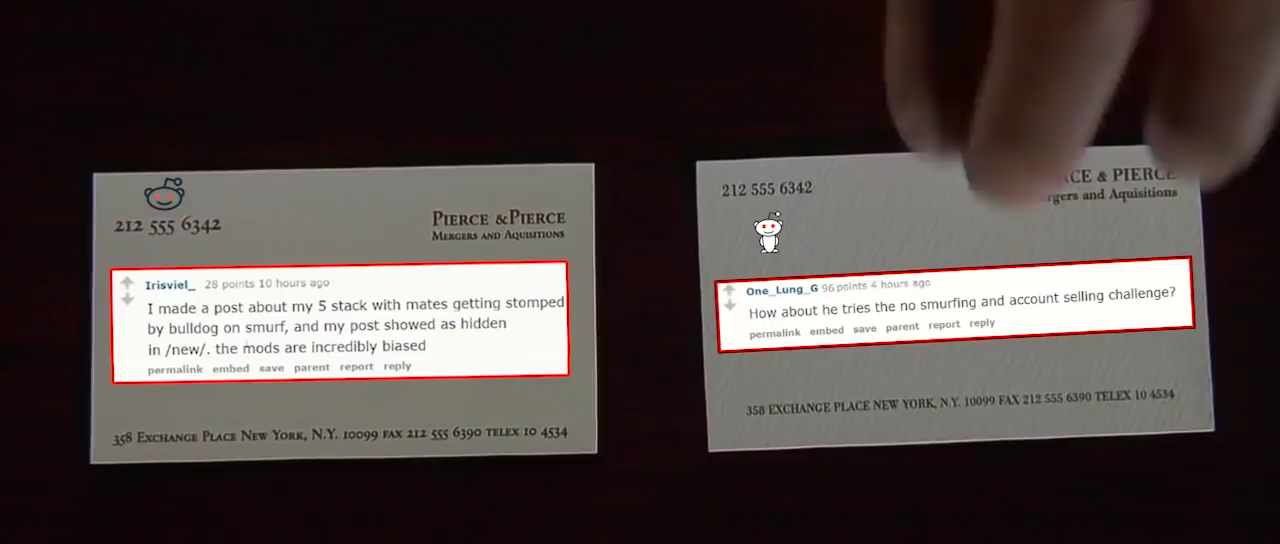 212 555 6342
PIERCE &PIERCE
MERGERS AND AQUISITIONS
Irisviel_ 28 points 10 hours ago
I made a post about my 5 stack with mates getting stomped
by bulldog on smurf, and my post showed as hidden
in /new/. the mods are incredibly biased
permalink embed save parent report reply
358 EXCHANGE PLACE NEW YORK, N.Y. 10099 FAX 212 555 6390 TELEX 10 4534
212 555 6342
& PIERCE
and Aquisitions
One_Lung_G 96 points 4 hours ago
How about he tries the no smurfing and account selling challenge?
permalink embed save parent report reply
358 EXCHANGE PLACE NEW YORK, N.Y. 10099 FAX 212 555 6390 TELEX 10 4534